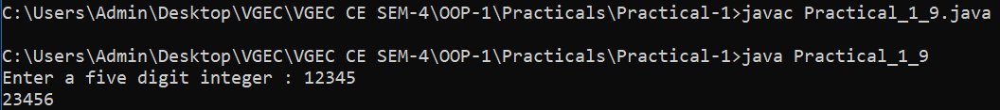 C:\Users\Admin\Desktop\VGEC\VGEC CE SEM-4\OOP-1\Practicals\Practical-1>javac Practical_1_9.java
C:\Users\Admin\Desktop\VGEC\VGEC CE SEM-4\OOP-1\Practicals\Practical-1>java Practical_1_9
Enter a five digit integer : 12345
23456